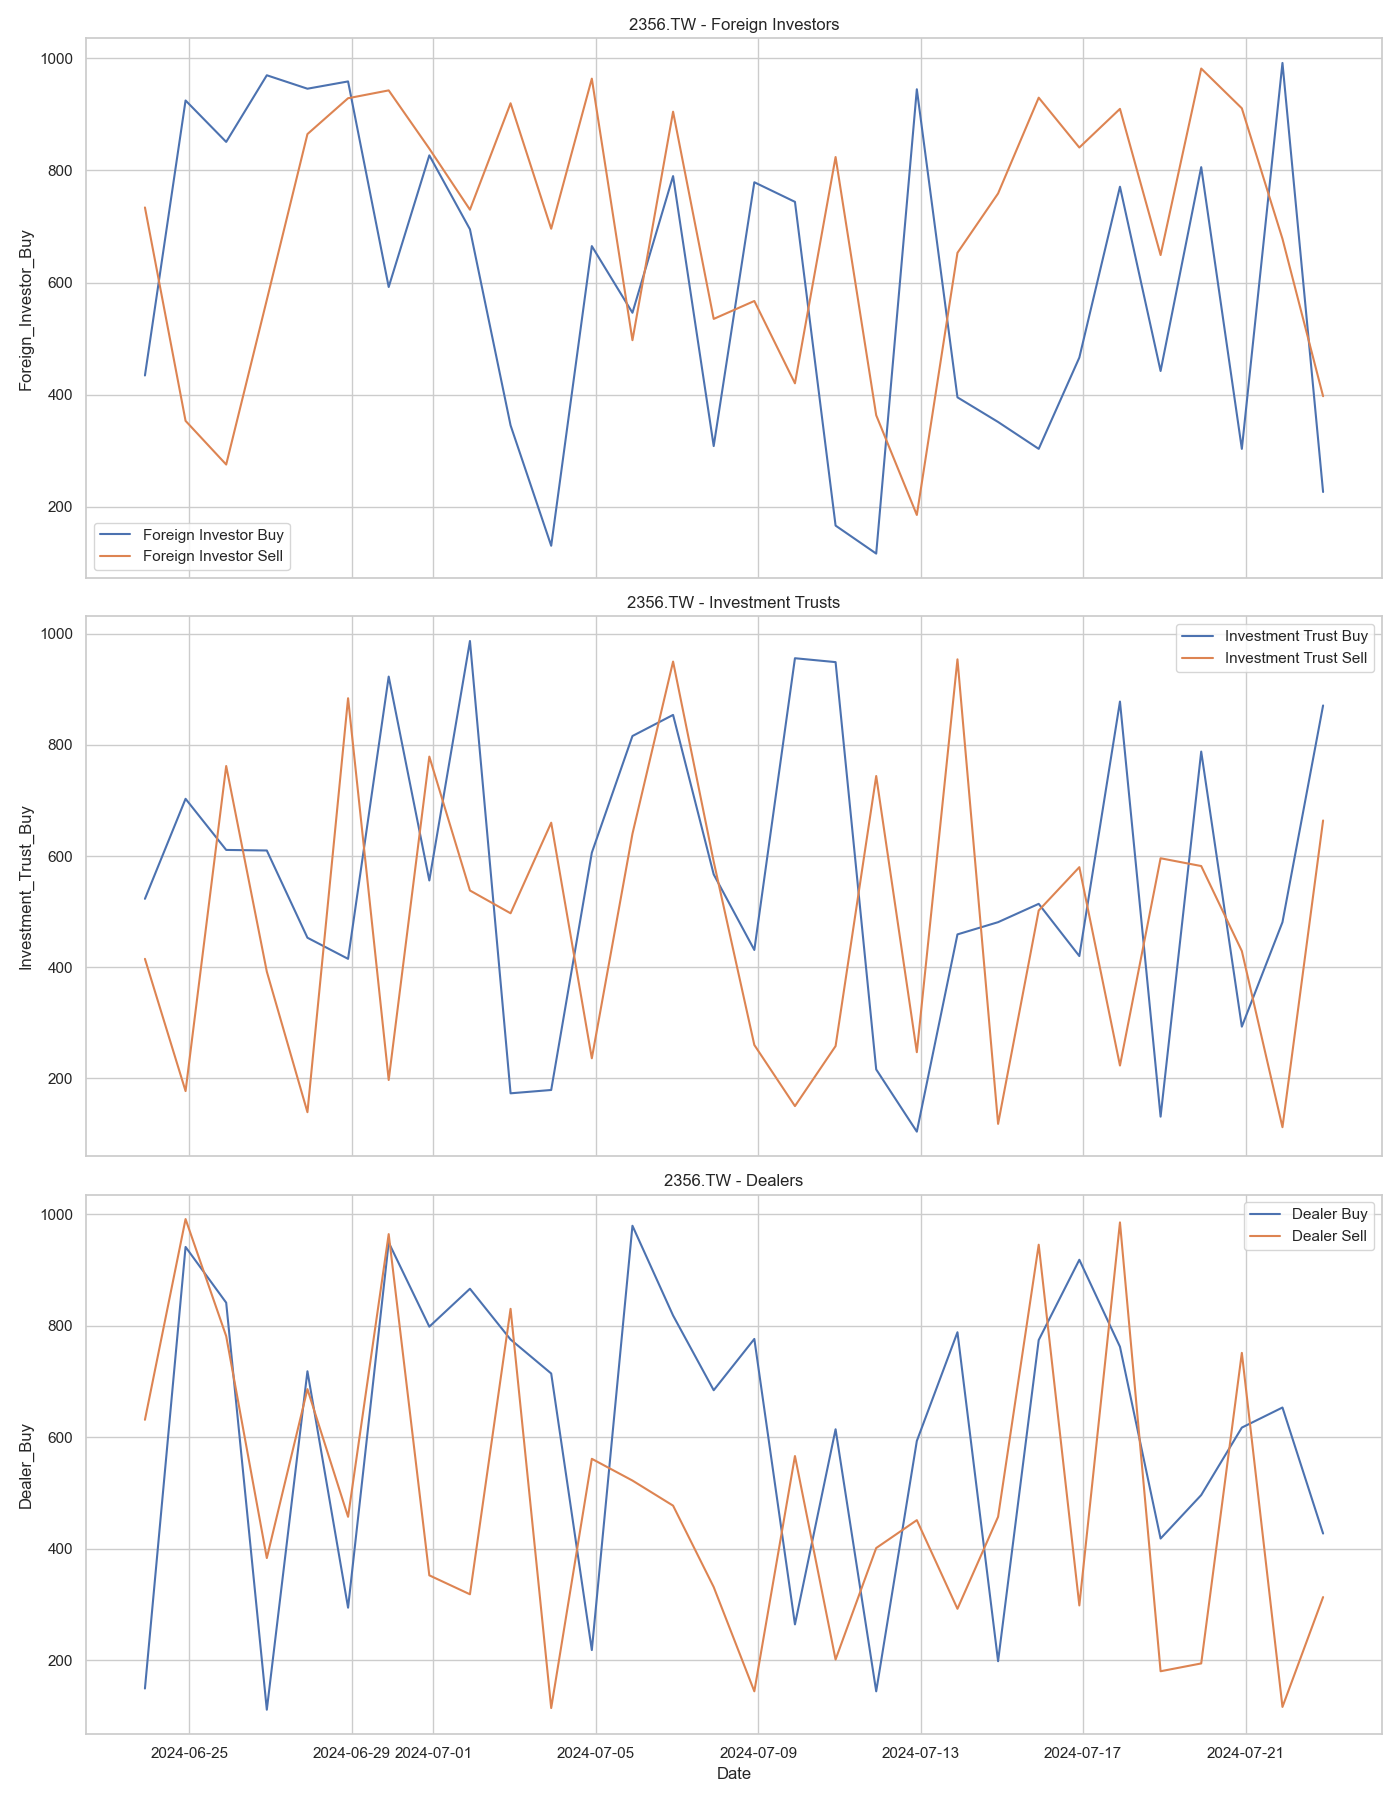 2356.TW - Foreign Investors
Foreign_Investor_Buy
1000
800
600
400
200
Foreign Investor Buy
Foreign Investor Sell
2356.TW - Investment Trusts
Investment_Trust_Buy
1000
800
600
400
200
Investment Trust Buy
Investment Trust Sell
2356.TW - Dealers
Dealer_Buy
1000
800
600
400
200
Dealer Buy
Dealer Sell
2024-06-25 2024-06-29 2024-07-01 2024-07-05 2024-07-09 2024-07-13 2024-07-17 2024-07-21
Date